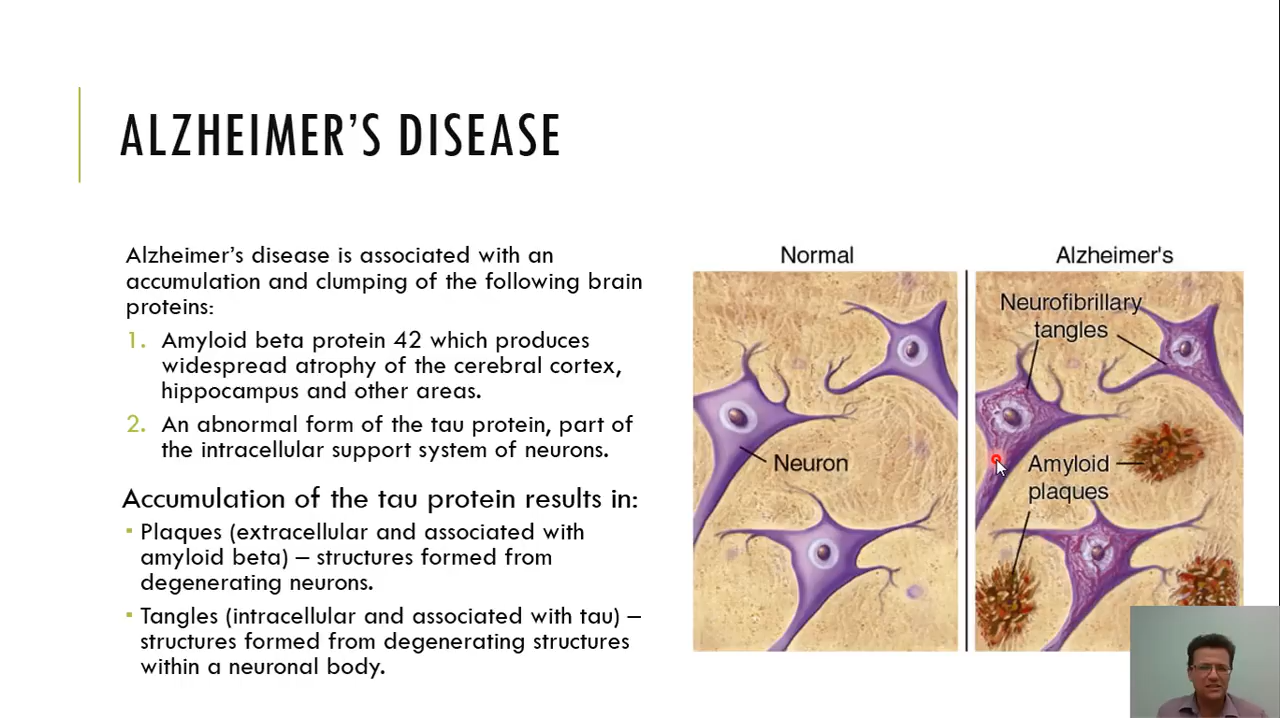 ALZHEIMER'S DISEASE
Alzheimer's disease is associated with an
accumulation and clumping of the following brain
proteins:
1. Amyloid beta protein 42 which produces
widespread atrophy of the cerebral cortex,
hippocampus and other areas.
2. An abnormal form of the tau protein, part of
the intracellular support system of neurons.
Accumulation of the tau protein results in:
▪ Plaques (extracellular and associated with
amyloid beta) – structures formed from
degenerating neurons.
▪ Tangles (intracellular and associated with tau) –
structures formed from degenerating structures
within a neuronal body.
Normal
Neuron
Alzheimer's
Neurofibrillary
tangles
Amyloid
plaques